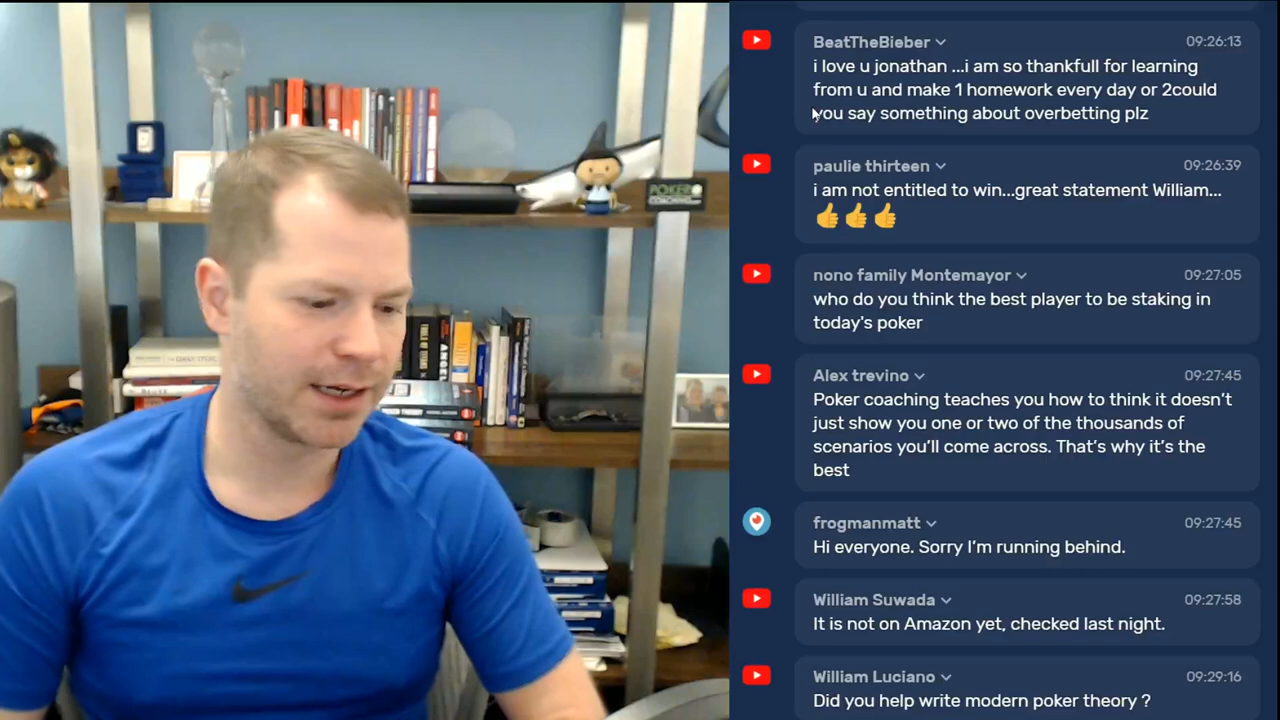 BeatTheBieber
09:26:13
i love u jonathan ...i am so thankfull for learning
from u and make 1 homework every day or 2could
you say something about overbetting plz
paulie thirteen
09:26:39
i am not entitled to win...great statement William...
👍👍👍
nono family Montemayor
09:27:05
who do you think the best player to be staking in
today's poker
Alex trevino
09:27:45
Poker coaching teaches you how to think it doesn’t
just show you one or two of the thousands of
scenarios you’ll come across. That’s why it’s the
best
frogmanmatt
09:27:45
Hi everyone. Sorry I’m running behind.
William Suwada
09:27:58
It is not on Amazon yet, checked last night.
William Luciano
09:29:16
Did you help write modern poker theory ?
POKER
COACHING